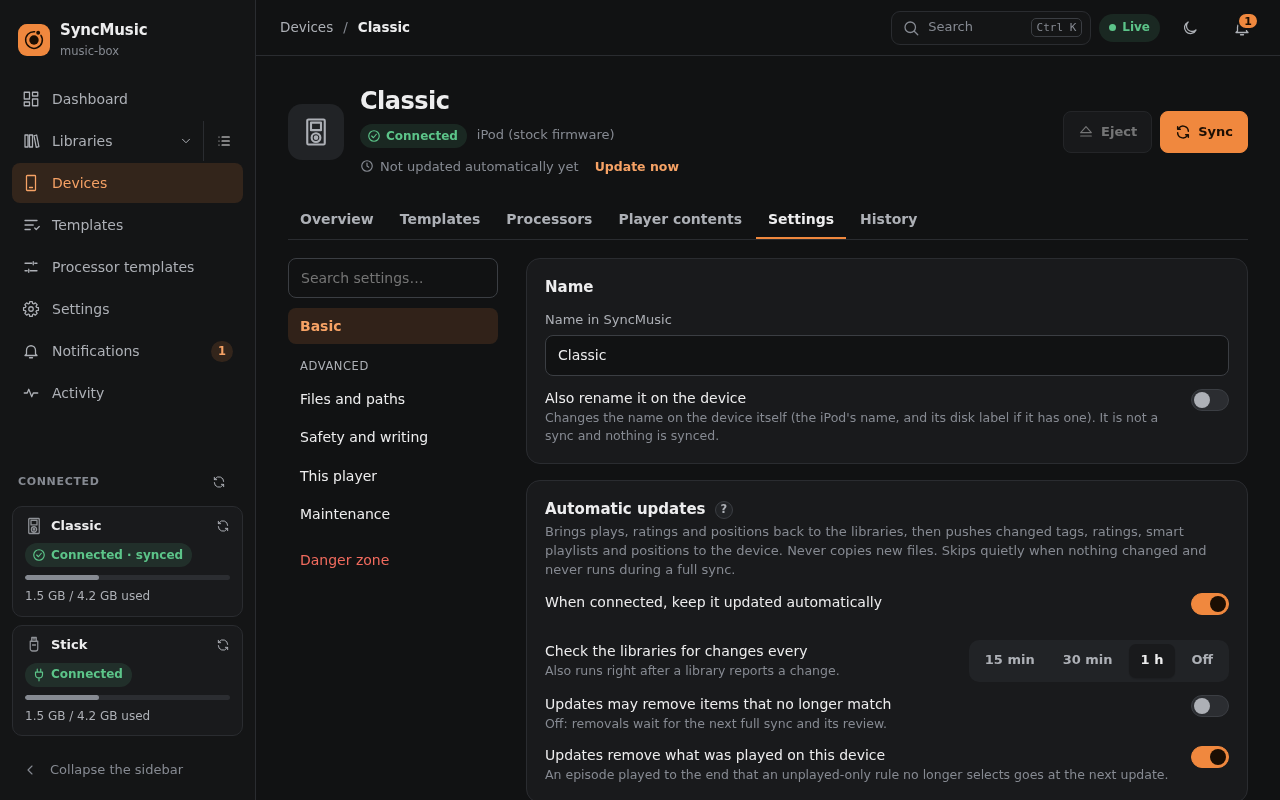 SyncMusic
music-box
Dashboard
Libraries
Devices
Templates
Processor templates
Settings
Notifications 1
Activity
CONNECTED
Classic
Connected · synced
1.5 GB / 4.2 GB used
Stick
Connected
1.5 GB / 4.2 GB used
Collapse the sidebar
Devices / Classic
Search Ctrl K
Live
1
Classic
Connected iPod (stock firmware)
Not updated automatically yet Update now
Eject
Sync
Overview Templates Processors Player contents Settings History
Search settings...
Basic
ADVANCED
Files and paths
Safety and writing
This player
Maintenance
Danger zone
Name
Name in SyncMusic
Classic
Also rename it on the device
Changes the name on the device itself (the iPod's name, and its disk label if it has one). It is not a
sync and nothing is synced.
Automatic updates ?
Brings plays, ratings and positions back to the libraries, then pushes changed tags, ratings, smart
playlists and positions to the device. Never copies new files. Skips quietly when nothing changed and
never runs during a full sync.
When connected, keep it updated automatically
Check the libraries for changes every
Also runs right after a library reports a change.
15 min 30 min 1 h Off
Updates may remove items that no longer match
Off: removals wait for the next full sync and its review.
Updates remove what was played on this device
An episode played to the end that an unplayed-only rule no longer selects goes at the next update.